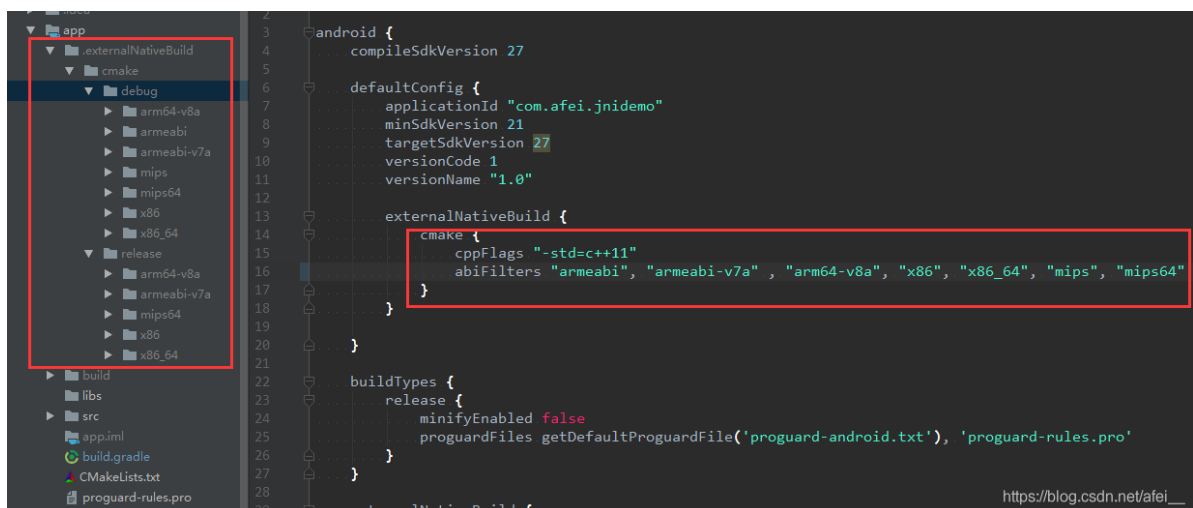 app
.externalNativeBuild
cmake
debug
arm64-v8a
armeabi
armeabi-v7a
mips
mips64
x86
x86_64
release
arm64-v8a
armeabi-v7a
mips64
x86
x86_64
build
libs
src
app.iml
build.gradle
CMakeLists.txt
proguard-rules.pro
2
3 android {
4 compileSdkVersion 27
5
6 defaultConfig {
7 applicationId "com.afei.jnidemo"
8 minSdkVersion 21
9 targetSdkVersion 27
10 versionCode 1
11 versionName "1.0"
12
13 externalNativeBuild {
14 cmake {
15 cppFlags "-std=c++11"
16 abiFilters "armeabi", "armeabi-v7a" , "arm64-v8a", "x86", "x86_64", "mips", "mips64"
17 }
18 }
19
20 }
21
22 buildTypes {
23 release {
24 minifyEnabled false
25 proguardFiles getDefaultProguardFile('proguard-android.txt'), 'proguard-rules.pro'
26 }
27 }
28
https://blog.csdn.net/afei__